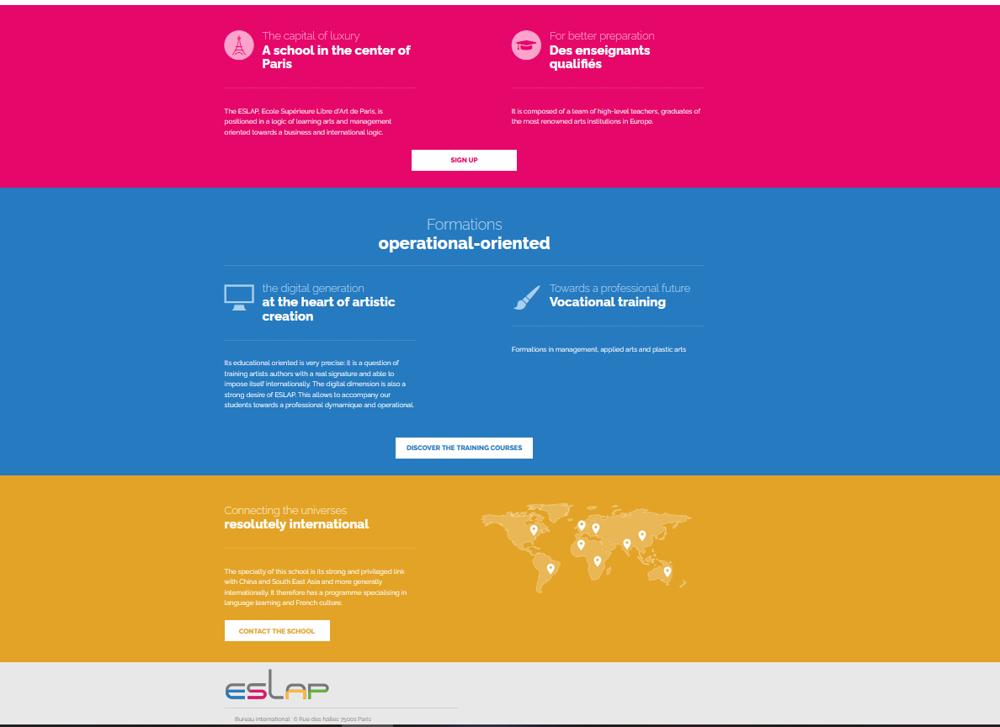 The capital of luxury
A school in the center of
Paris
The ESLAP, Ecole Supérieure Libre d'Art de Paris, is
positioned in a logic of learning arts and management
oriented towards a business and international logic.
For better preparation
Des enseignants
qualifiés
It is composed of a team of high-level teachers, graduates of
the most renowned arts institutions in Europe.
SIGN UP
Formations
operational-oriented
the digital generation
at the heart of artistic
creation
Its educational oriented is very precise: it is a question of
training artists authors with a real signature and able to
impose itself internationally. The digital dimension is also a
strong desire of ESLAP. This allows to accompany our
students towards a professional dymamique and operational.
Towards a professional future
Vocational training
Formations in management, applied arts and plastic arts
DISCOVER THE TRAINING COURSES
Connecting the universes
resolutely international
The specialty of this school is its strong and privileged link
with China and South East Asia and more generally
internationally. It therefore has a programme specialising in
language learning and French culture.
CONTACT THE SCHOOL
ESLAP
Bureau international : 6 Rue des halles 75001 Paris